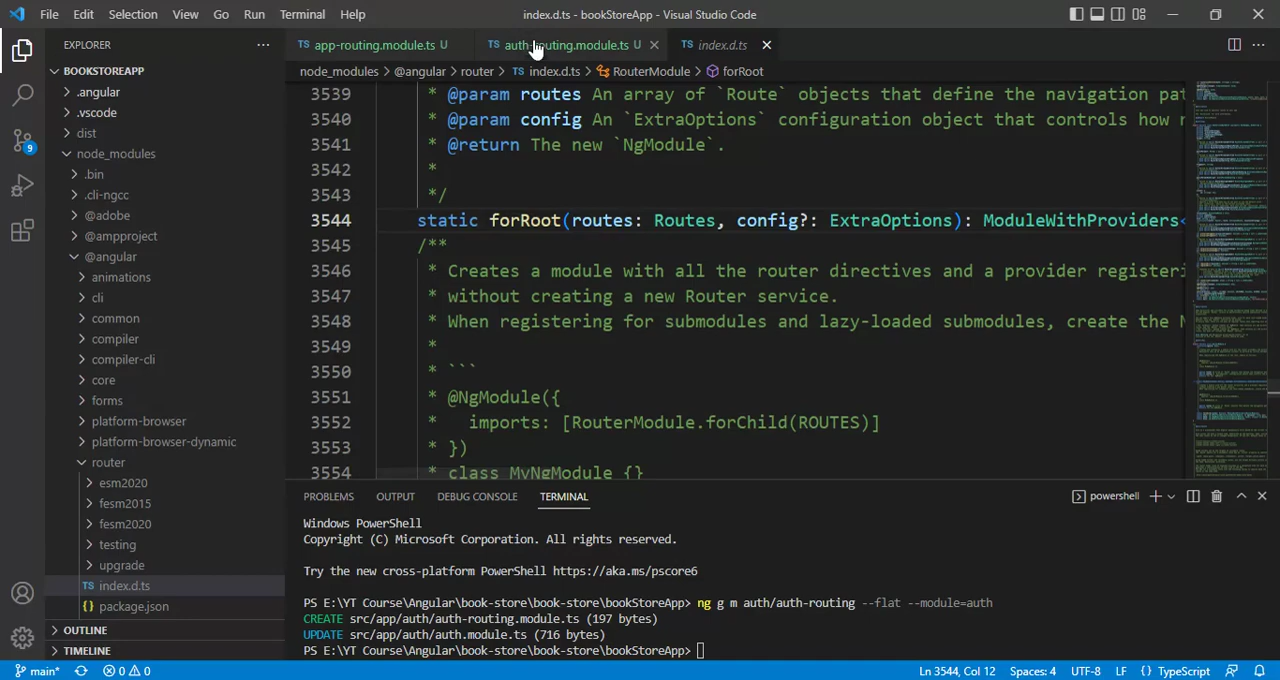 File Edit Selection View Go Run Terminal Help index.d.ts - bookStoreApp - Visual Studio Code
EXPLORER
TS app-routing.module.ts U
TS auth-routing.module.ts U
TS index.d.ts
node_modules > @angular > router > TS index.d.ts > RouterModule > forRoot
BOOKSTOREAPP
.angular
.vscode
dist
node_modules
.bin
.cli-ngcc
@adobe
@ampproject
@angular
animations
cli
common
compiler
compiler-cli
core
forms
platform-browser
platform-browser-dynamic
router
esm2020
fesm2015
fesm2020
testing
upgrade
TS index.d.ts
{} package.json
OUTLINE
TIMELINE
9
3539 * @param routes An array of `Route` objects that define the navigation pat
3540 * @param config An `ExtraOptions` configuration object that controls how n
3541 * @return The new `NgModule`.
3542 *
3543 */
3544 static forRoot(routes: Routes, config?: ExtraOptions): ModuleWithProviders<
3545 /**
3546 * Creates a module with all the router directives and a provider registeri
3547 * without creating a new Router service.
3548 * When registering for submodules and lazy-loaded submodules, create the N
3549 *
3550 * ```
3551 * @NgModule({
3552 * imports: [RouterModule.forChild(ROUTES)]
3553 * })
3554 * class MyNgModule {}
PROBLEMS OUTPUT DEBUG CONSOLE TERMINAL powershell
Windows PowerShell
Copyright (C) Microsoft Corporation. All rights reserved.
Try the new cross-platform PowerShell https://aka.ms/pscore6
PS E:\YT Course\Angular\book-store\book-store\bookStoreApp> ng g m auth/auth-routing --flat --module=auth
CREATE src/app/auth/auth-routing.module.ts (197 bytes)
UPDATE src/app/auth/auth.module.ts (716 bytes)
PS E:\YT Course\Angular\book-store\book-store\bookStoreApp>
main* 0 0 Ln 3544, Col 12 Spaces: 4 UTF-8 LF {} TypeScript